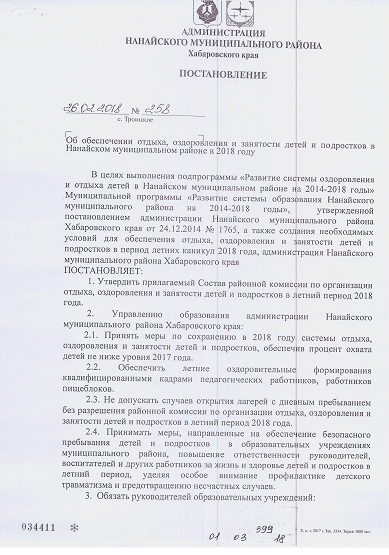 АДМИНИСТРАЦИЯ
НАНАЙСКОГО МУНИЦИПАЛЬНОГО РАЙОНА
Хабаровского края
ПОСТАНОВЛЕНИЕ
26.02.2018 № 258
с. Троицкое
Об обеспечении отдыха, оздоровления и занятости детей и подростков в
Нанайском муниципальном районе в 2018 году
В целях выполнения подпрограммы «Развитие системы оздоровления
и отдыха детей в Нанайском муниципальном районе на 2014-2018 годы»
Муниципальной программы «Развитие системы образования Нанайского
муниципального района на 2014-2018 годы», утвержденной
постановлением администрации Нанайского муниципального района
Хабаровского края от 24.12.2014 № 1765, а также создания необходимых
условий для обеспечения отдыха, оздоровления и занятости детей и
подростков в период летних каникул 2018 года, администрация Нанайского
муниципального района Хабаровского края
ПОСТАНОВЛЯЕТ:
1. Утвердить прилагаемый Состав районной комиссии по организации
отдыха, оздоровления и занятости детей и подростков в летний период 2018
года.
2. Управлению образования администрации Нанайского
муниципального района Хабаровского края:
2.1. Принять меры по сохранению в 2018 году системы отдыха,
оздоровления и занятости детей и подростков, обеспечив процент охвата
детей не ниже уровня 2017 года.
2.2. Обеспечить летние оздоровительные формирования
квалифицированными кадрами педагогических работников, работников
пищеблоков.
2.3. Не допускать случаев открытия лагерей с дневным пребыванием
без разрешения районной комиссии по организации отдыха, оздоровления и
занятости детей и подростков в летний период 2018 года.
2.4. Принимать меры, направленные на обеспечение безопасного
пребывания детей и подростков в образовательных учреждениях
муниципального района, повышение ответственности руководителей,
воспитателей и других работников за жизнь и здоровье детей и подростков в
летний период, уделяя особое внимание профилактике детского
травматизма и предотвращению несчастных случаев.
3. Обязать руководителей образовательных учреждений:
034411 ✻
399
01 03 18